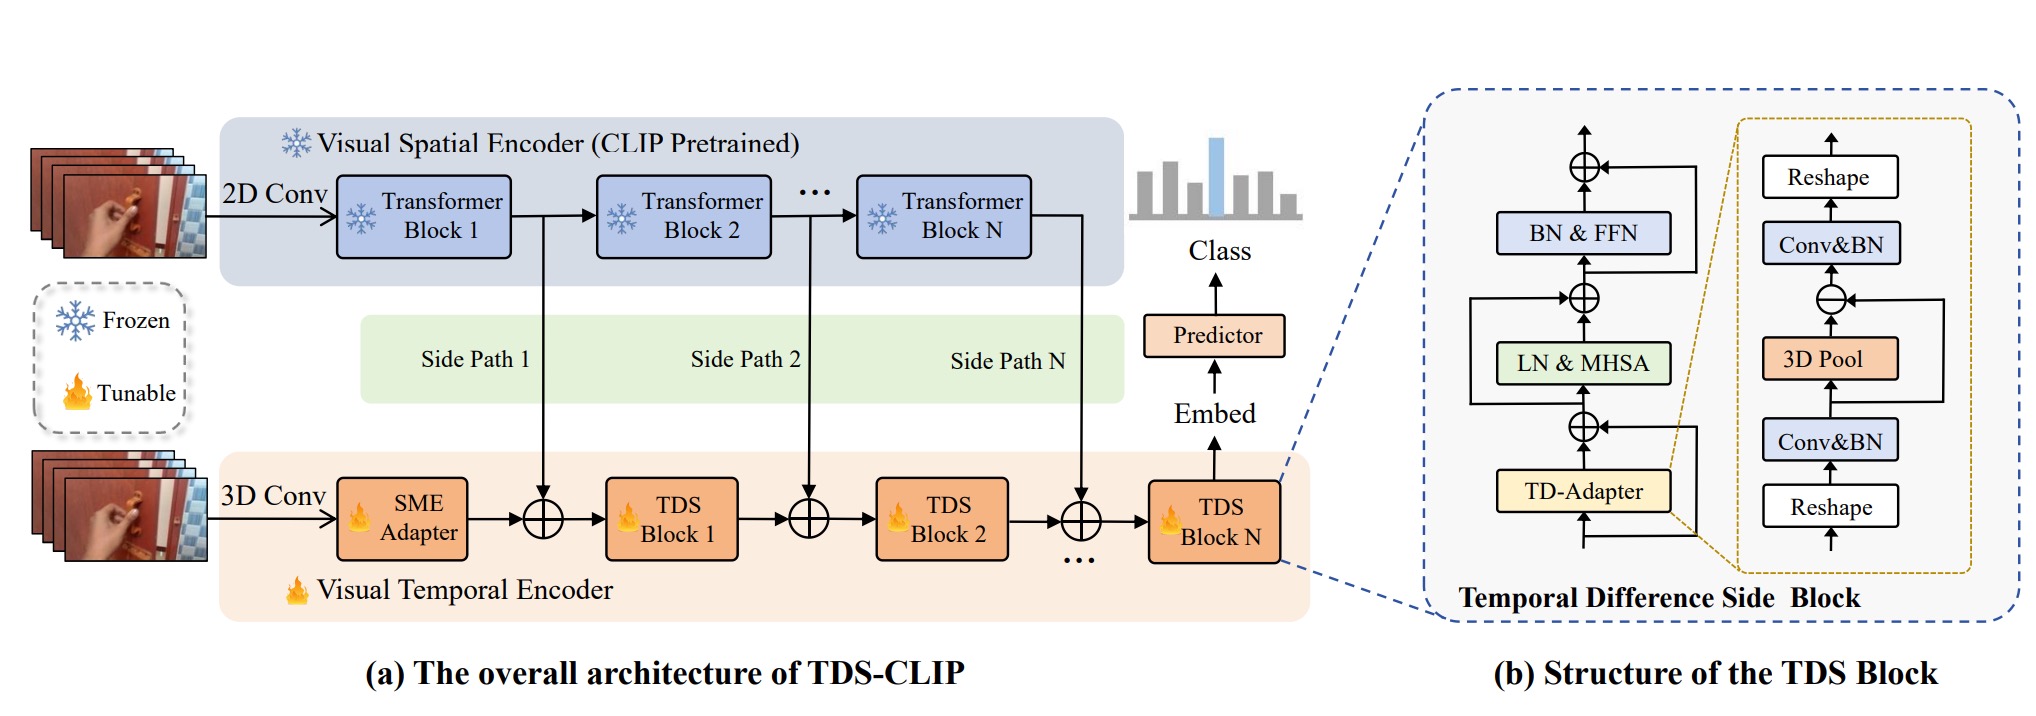 Visual Spatial Encoder (CLIP Pretrained)
2D Conv
Transformer
Block 1
Transformer
Block 2
...
Transformer
Block N
Frozen
Tunable
Side Path 1
Side Path 2
Side Path N
3D Conv
SME
Adapter
TDS
Block 1
TDS
Block 2
...
TDS
Block N
Visual Temporal Encoder
Class
Predictor
Embed
(a) The overall architecture of TDS-CLIP
BN & FFN
LN & MHSA
TD-Adapter
Reshape
Conv&BN
3D Pool
Conv&BN
Reshape
Temporal Difference Side Block
(b) Structure of the TDS Block